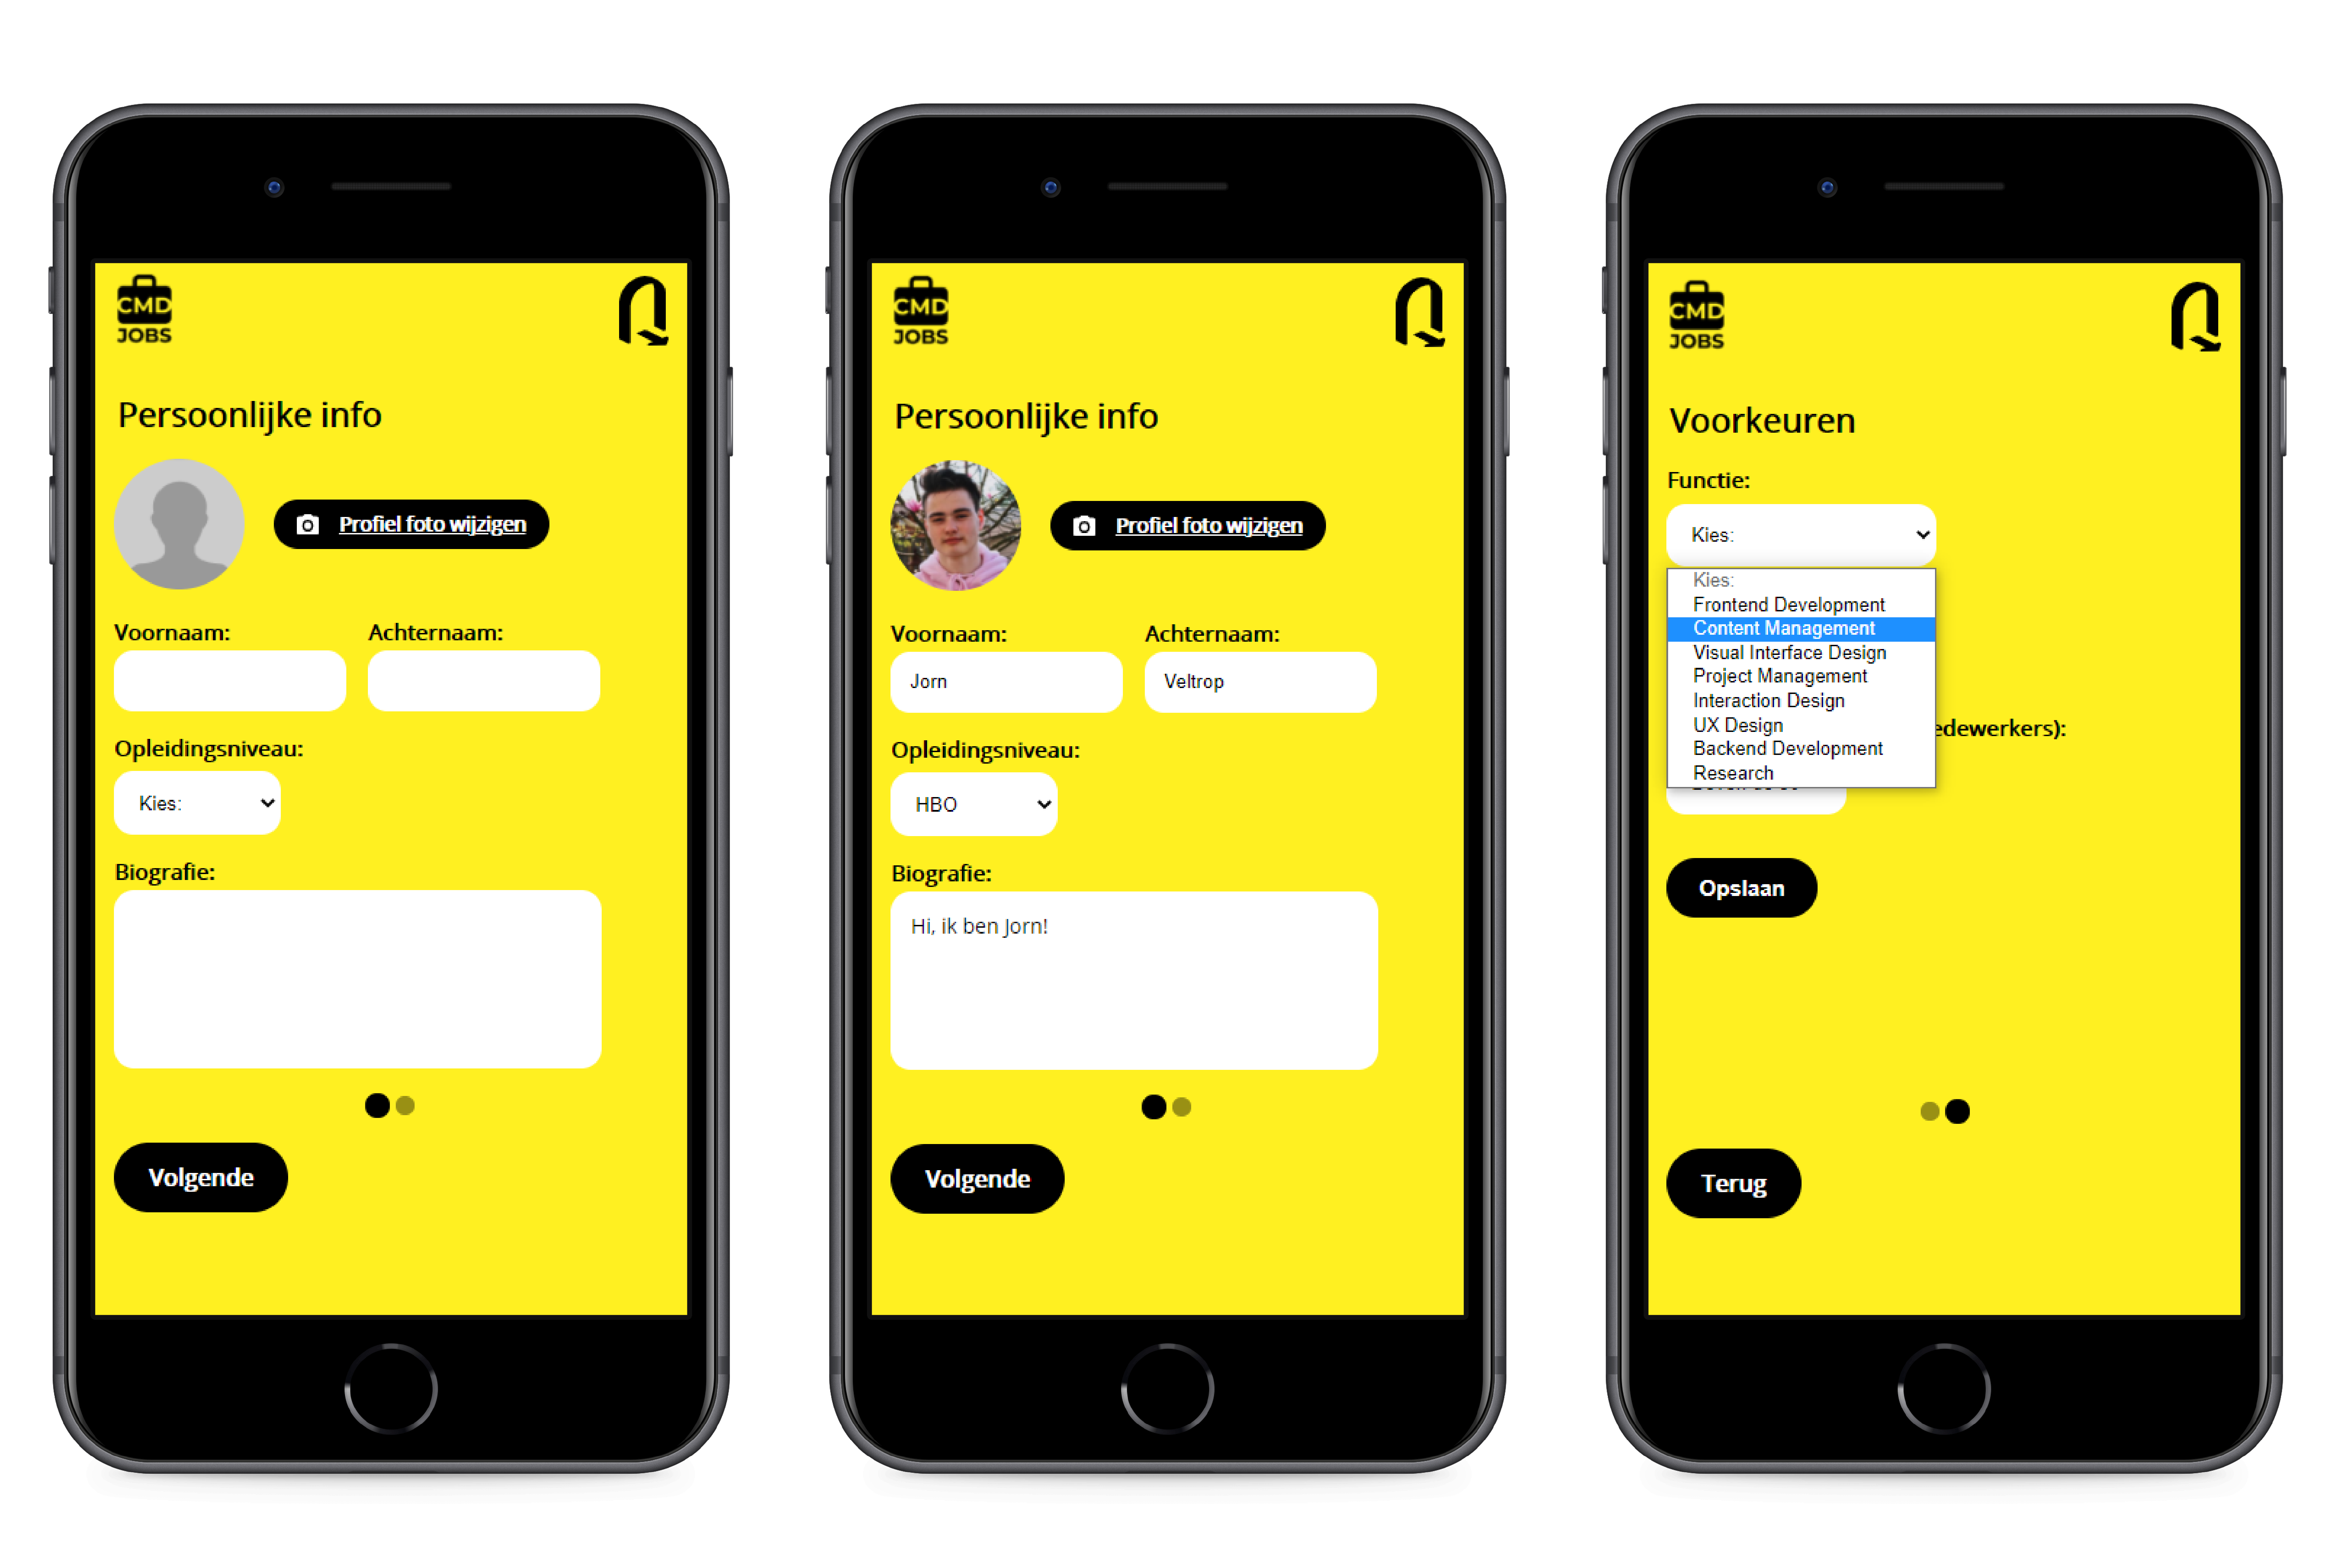 CMD
JOBS
Persoonlijke info
Profiel foto wijzigen
Voornaam: Achternaam:
Opleidingsniveau:
Kies:
Biografie:
Volgende
CMD
JOBS
Persoonlijke info
Profiel foto wijzigen
Voornaam: Achternaam:
Jorn Veltrop
Opleidingsniveau:
HBO
Biografie:
Hi, ik ben Jorn!
Volgende
CMD
JOBS
Voorkeuren
Functie:
Kies:
Kies:
Frontend Development
Content Management
Visual Interface Design
Project Management
Interaction Design
UX Design
edewerkers):
Backend Development
Research
Opslaan
Terug